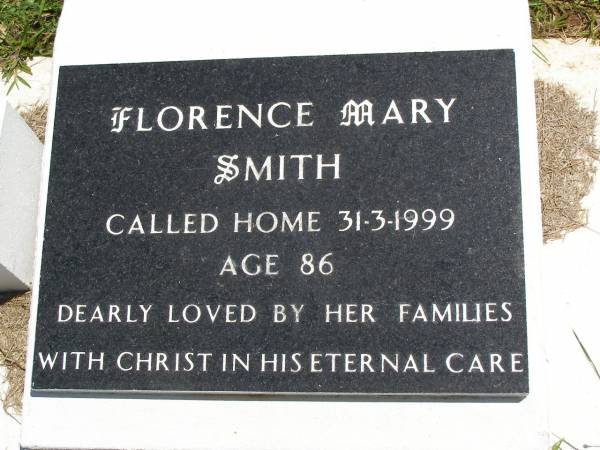 FLORENCE MARY
SMITH
CALLED HOME 31-3-1999
AGE 86
DEARLY LOVED BY HER FAMILIES
WITH CHRIST IN HIS ETERNAL CARE